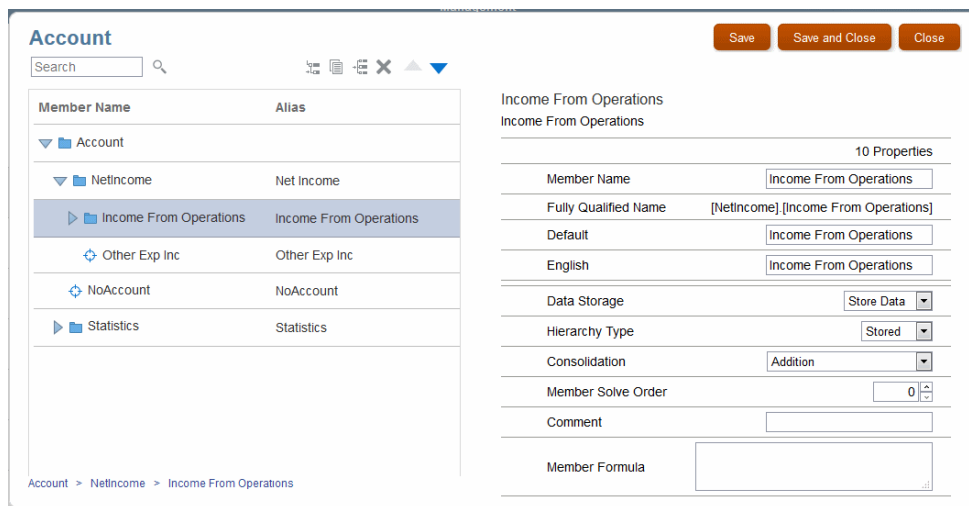 Management
Account
Save
Save and Close
Close
Search
Member Name Alias
Account
NetIncome Net Income
Income From Operations Income From Operations
Other Exp Inc Other Exp Inc
NoAccount NoAccount
Statistics Statistics
Account > NetIncome > Income From Operations
Income From Operations
Income From Operations
10 Properties
Member Name Income From Operations
Fully Qualified Name [NetIncome].[Income From Operations]
Default Income From Operations
English Income From Operations
Data Storage Store Data
Hierarchy Type Stored
Consolidation Addition
Member Solve Order 0
Comment
Member Formula